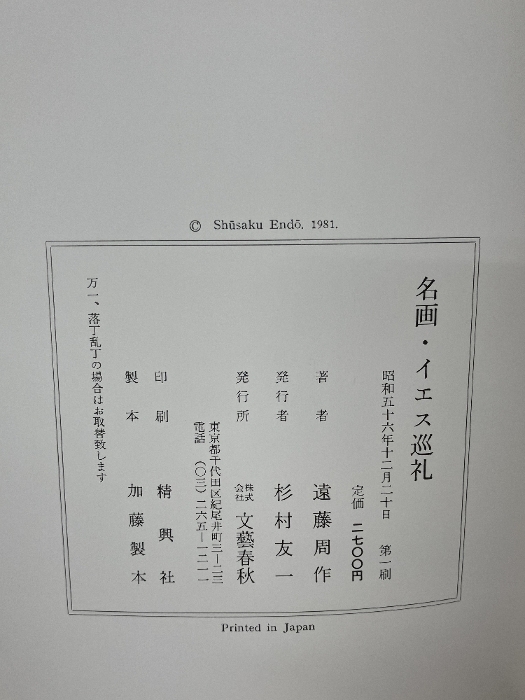 © Shūsaku Endō, 1981.
名画・イエス巡礼
昭和五十六年十二月二十日　第一刷
定価　二七〇〇円
著者　遠藤周作
発行者　杉村友一
発行所　株式会社　文藝春秋
東京都千代田区紀尾井町三―二三
電話　（〇三）二六五―一二一一
印刷　精興社
製本　加藤製本
万一、落丁乱丁の場合はお取替致します
Printed in Japan